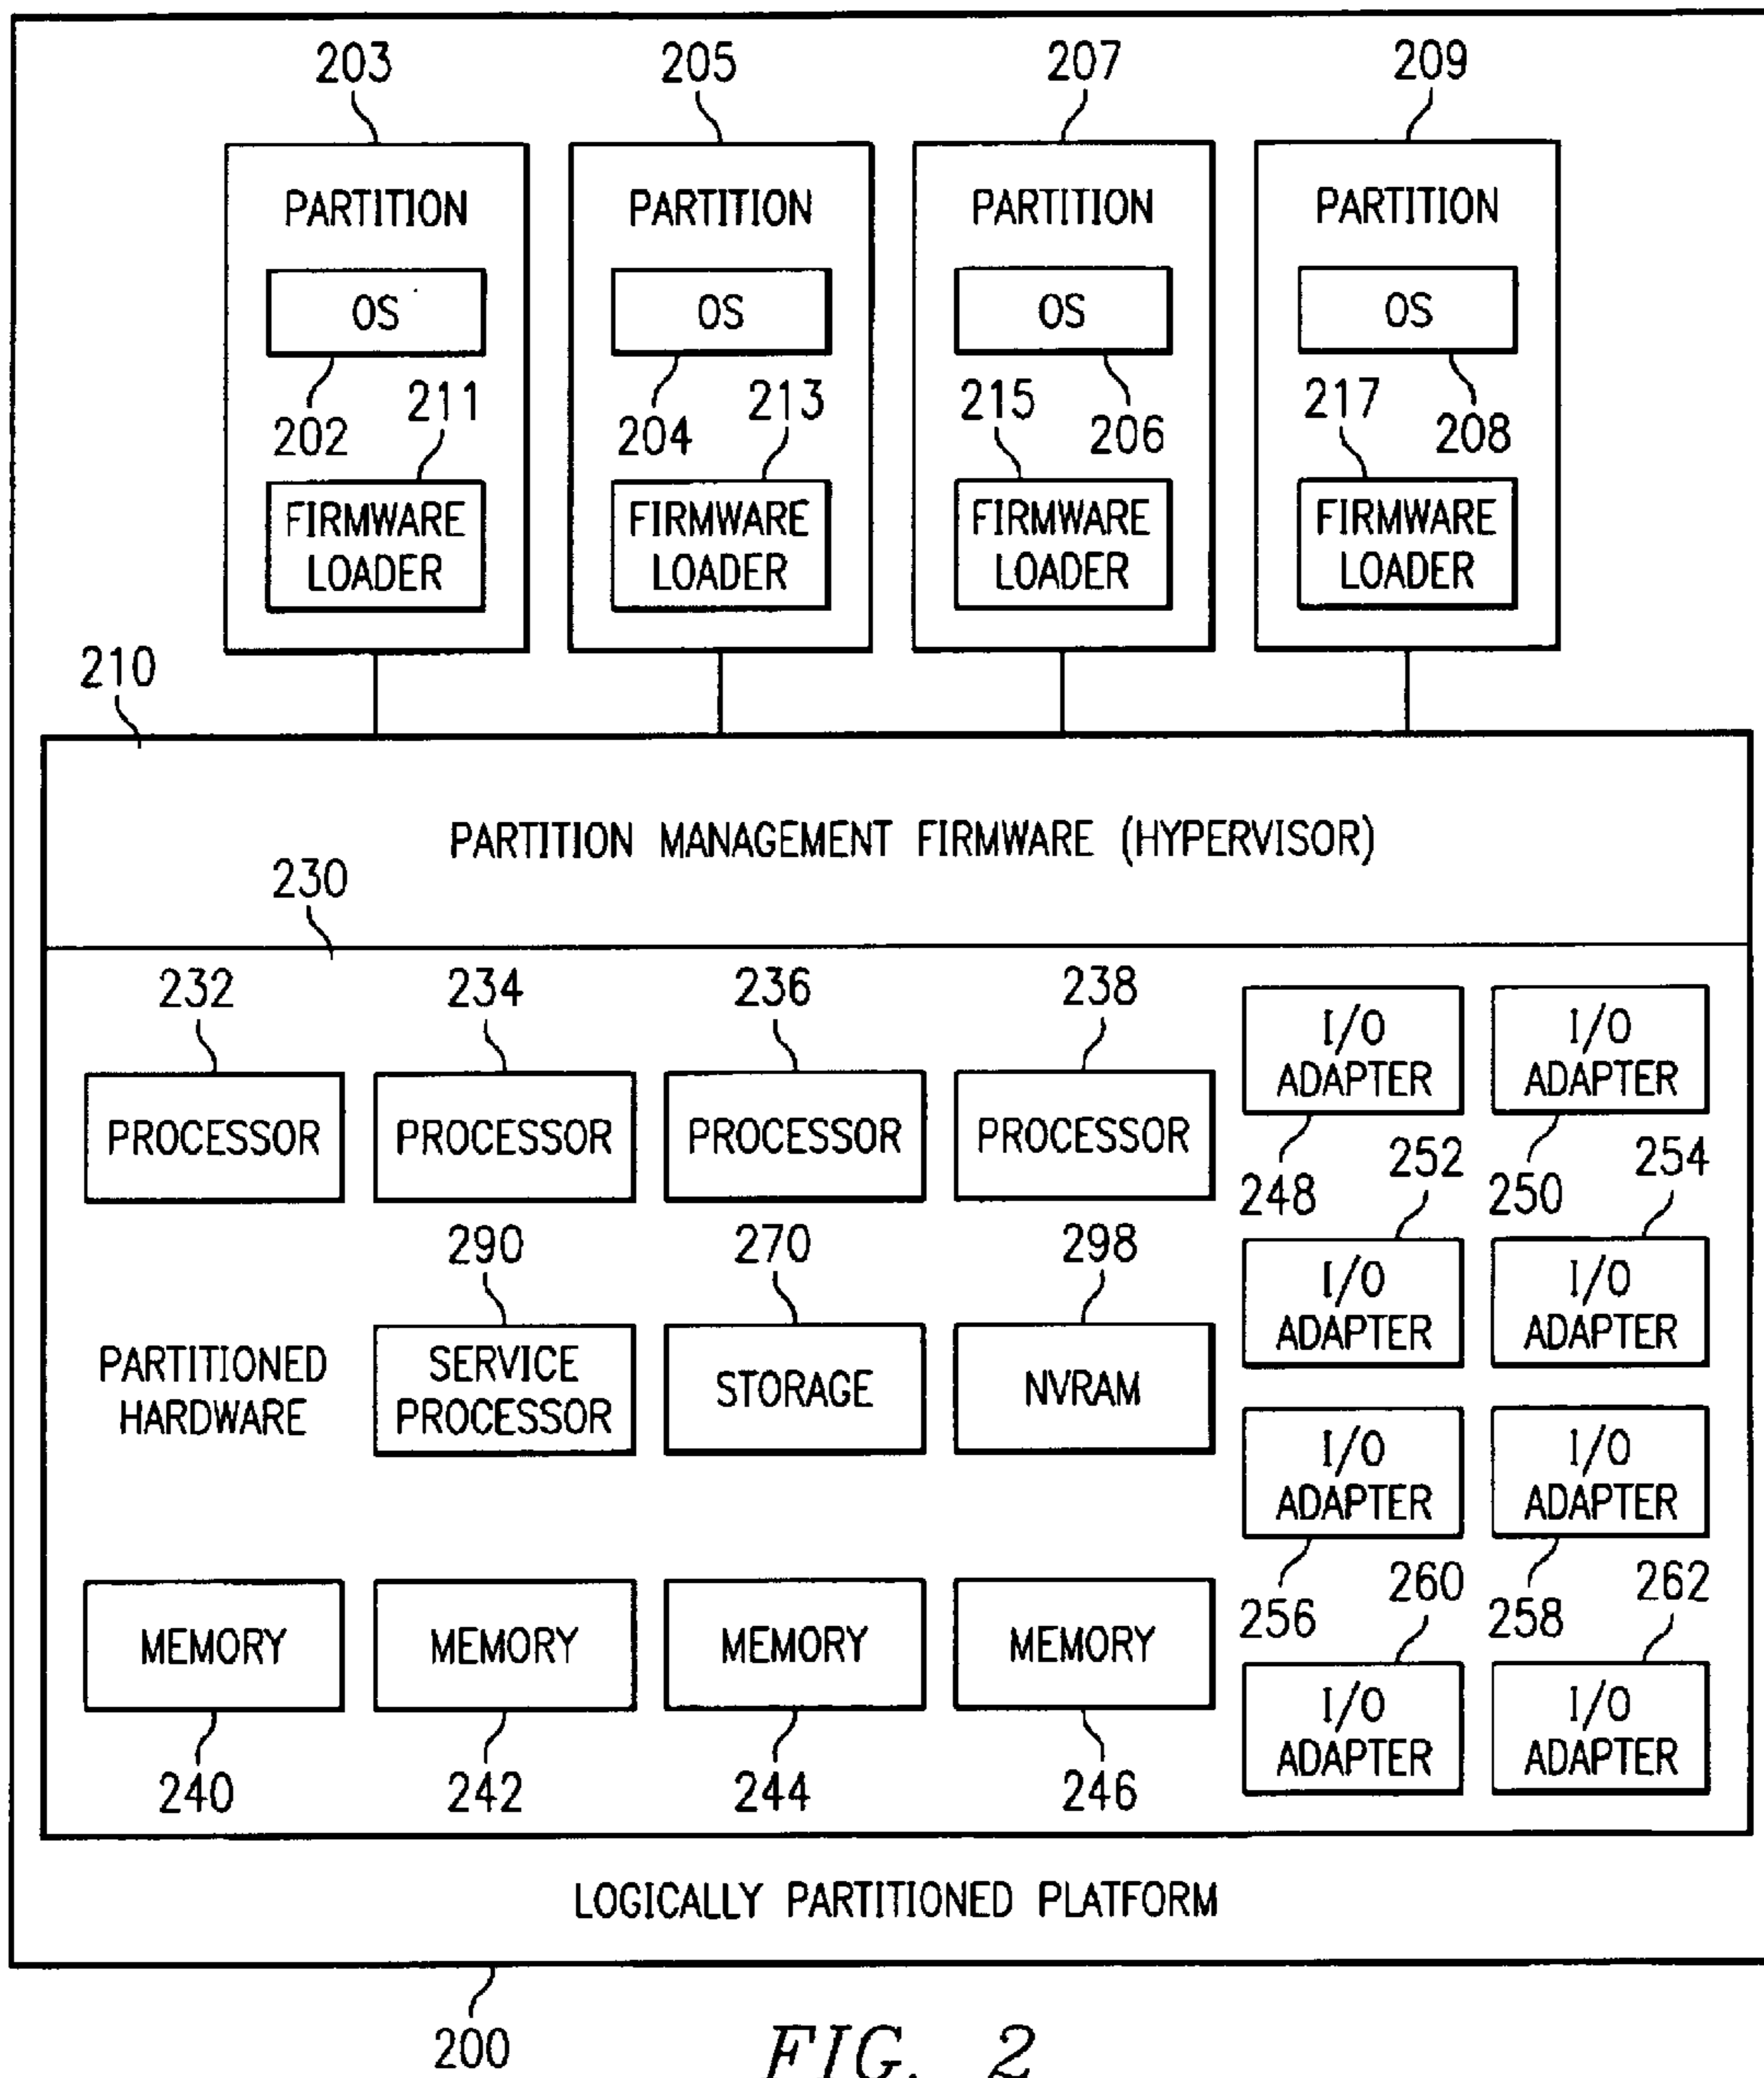 203 205 207 209
PARTITION PARTITION PARTITION PARTITION
OS OS OS OS
202 211 204 213 215 206 217 208
FIRMWARE LOADER FIRMWARE LOADER FIRMWARE LOADER FIRMWARE LOADER
210
PARTITION MANAGEMENT FIRMWARE (HYPERVISOR)
230
232 234 236 238
PROCESSOR PROCESSOR PROCESSOR PROCESSOR
I/O ADAPTER I/O ADAPTER
248 252 250 254
290 270 298
PARTITIONED
HARDWARE
SERVICE
PROCESSOR
STORAGE
NVRAM
I/O ADAPTER I/O ADAPTER
I/O ADAPTER I/O ADAPTER
256 260 258 262
MEMORY MEMORY MEMORY MEMORY
240 242 244 246
I/O ADAPTER I/O ADAPTER
LOGICALLY PARTITIONED PLATFORM
200
FIG. 2